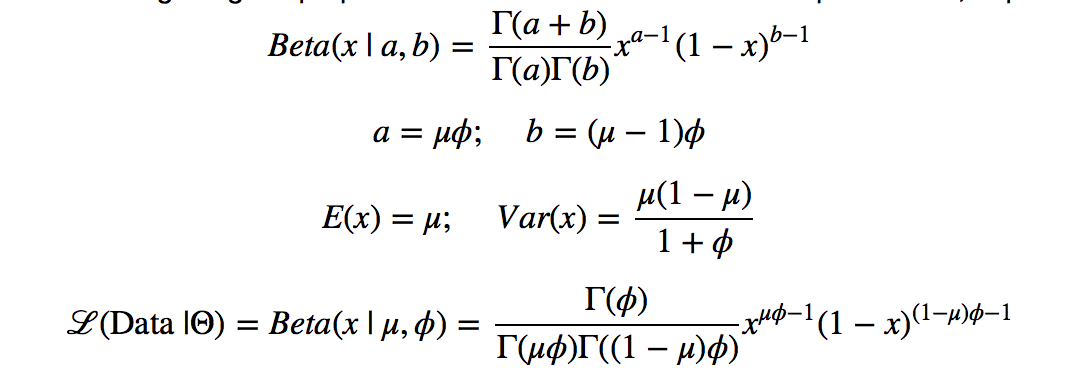 Beta(x | a, b) = Γ(a + b) / Γ(a)Γ(b) x^{a−1}(1 − x)^{b−1}
a = μϕ; b = (μ − 1)ϕ
E(x) = μ; Var(x) = μ(1 − μ) / 1 + ϕ
ℒ(Data |Θ) = Beta(x | μ, ϕ) = Γ(ϕ) / Γ(μϕ)Γ((1 − μ)ϕ) x^{μϕ−1}(1 − x)^{(1−μ)ϕ−1}